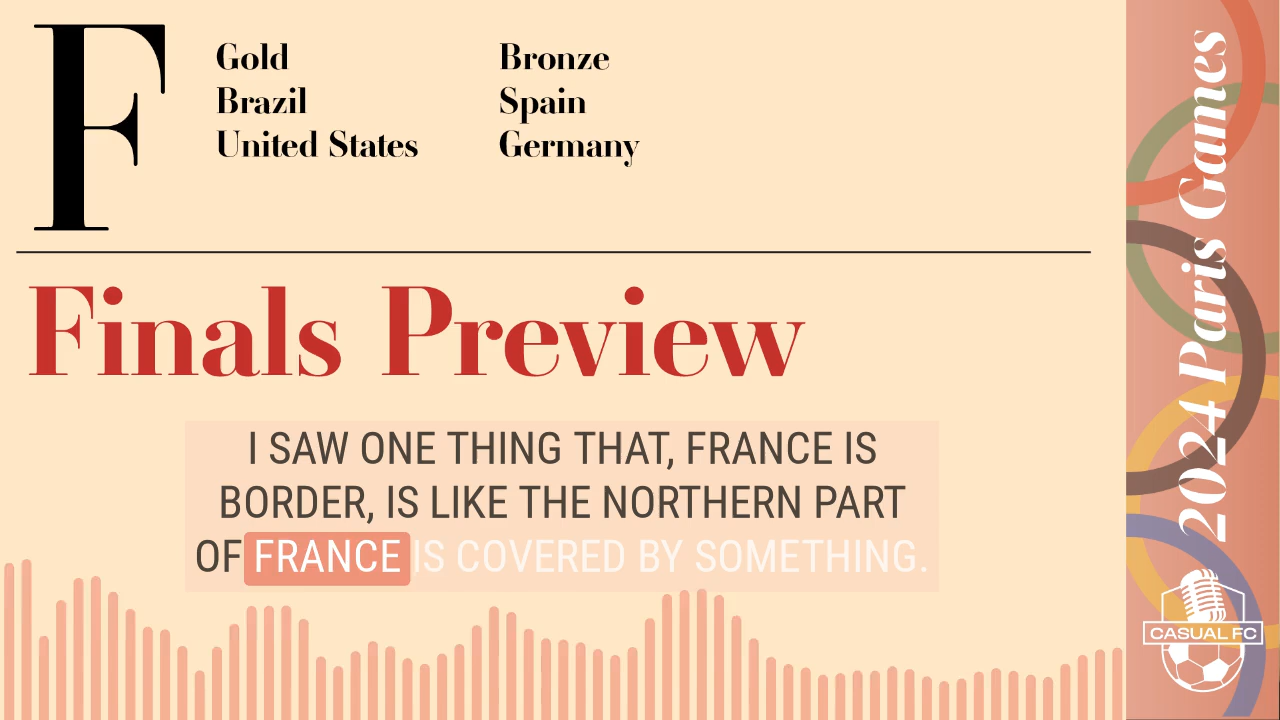 F
Gold
Brazil
United States
Bronze
Spain
Germany
Finals Preview
I SAW ONE THING THAT, FRANCE IS
BORDER, IS LIKE THE NORTHERN PART
OF FRANCE IS COVERED BY SOMETHING.
2024 Paris Games
CASUAL FC